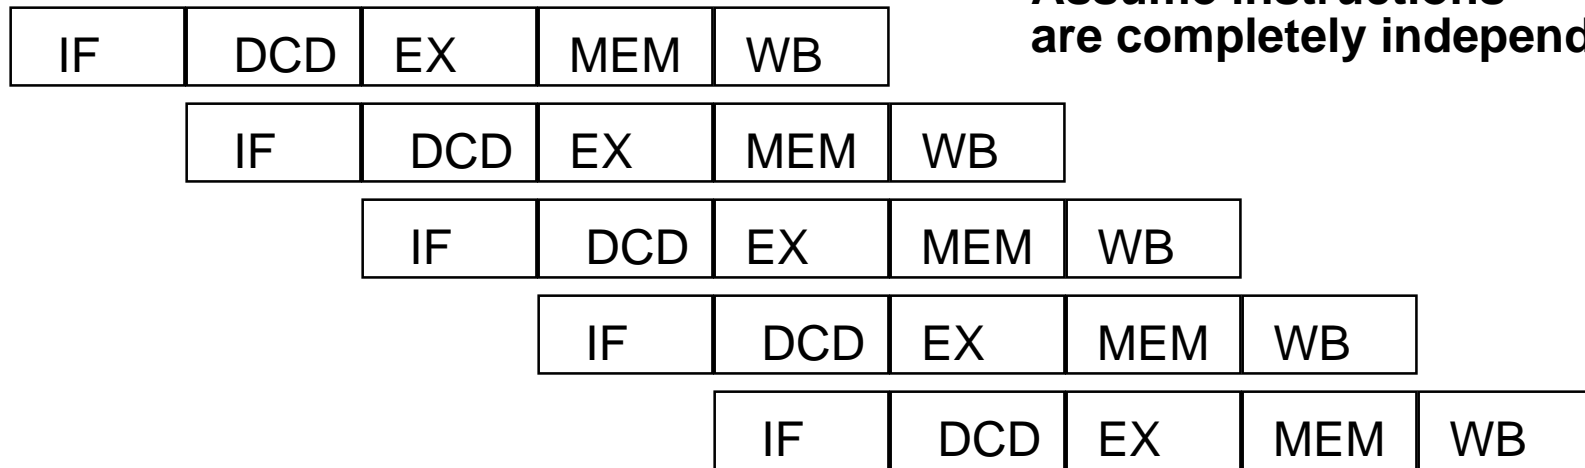 Assume instructions
are completely independ
IF DCD EX MEM WB
IF DCD EX MEM WB
IF DCD EX MEM WB
IF DCD EX MEM WB
IF DCD EX MEM WB